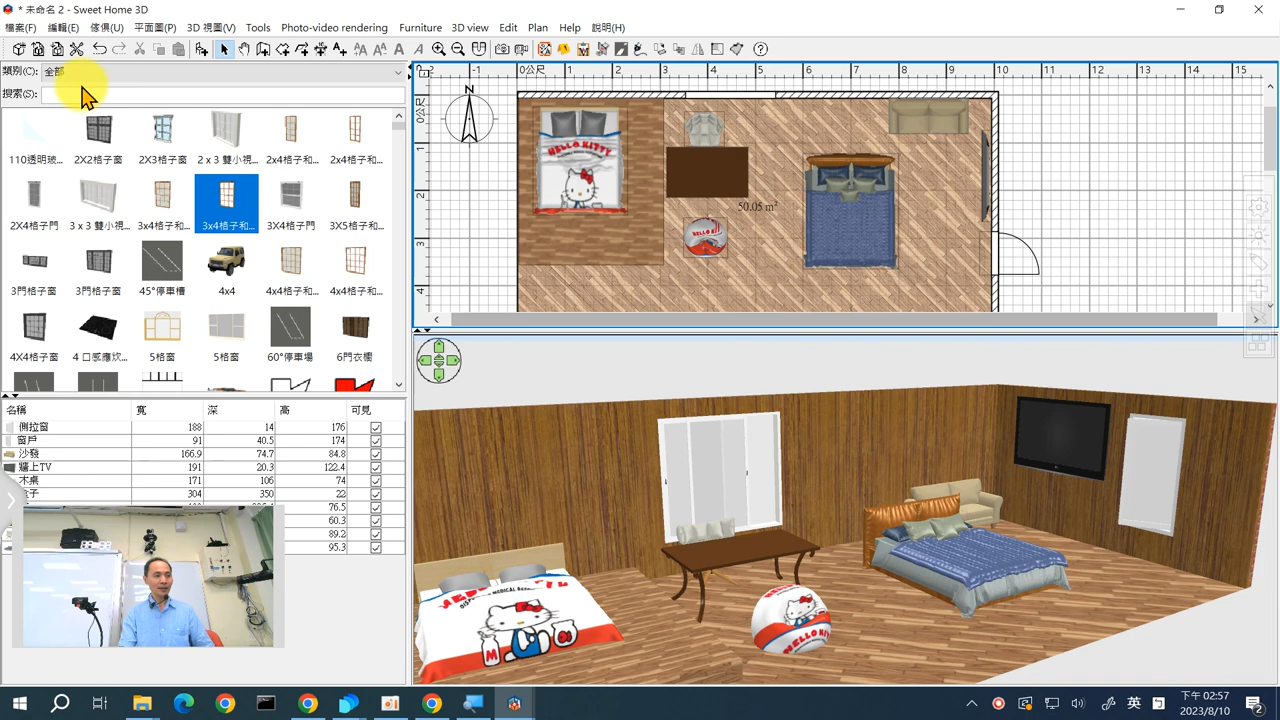 * 未命名 2 - Sweet Home 3D
檔案(F) 編輯(E) 傢俱(U) 平面圖(P) 3D 視圖(V) Tools Photo-video rendering Furniture 3D view Edit Plan Help 說明(H)
類別(C): 全部
搜索(S):
110透明玻... 2X2格子窗 2X3格子窗 2 x 3 雙小視... 2x4格子和... 2x4格子和...
2X4格子門 3 x 3 雙小視... 3x4格子和... 3x4格子和... 3X4格子門 3X5格子和...
3門格子窗 3門格子窗 45°停車槽 4x4 4x4格子和... 4x4格子和...
4X4格子窗 4 口感應炊... 5格窗 5格窗 60°停車場 6門衣櫃
名稱 寬 深 高 可見
側拉窗 188 14 176
窗戶 91 40.5 174
沙發 166.9 74.7 84.8
牆上TV 191 20.3 122.4
木桌 171 106 74
304 350 22
76.5
60.3
89.2
95.3
-1 0公尺 1 2 3 4 5 6 7 8 9 10 11 12 13 14 15
0公尺
1
2
3
4
N
HELLO KITTY
50.05 m²
HELLO KITTY
M
英
下午 02:57
2023/8/10
2